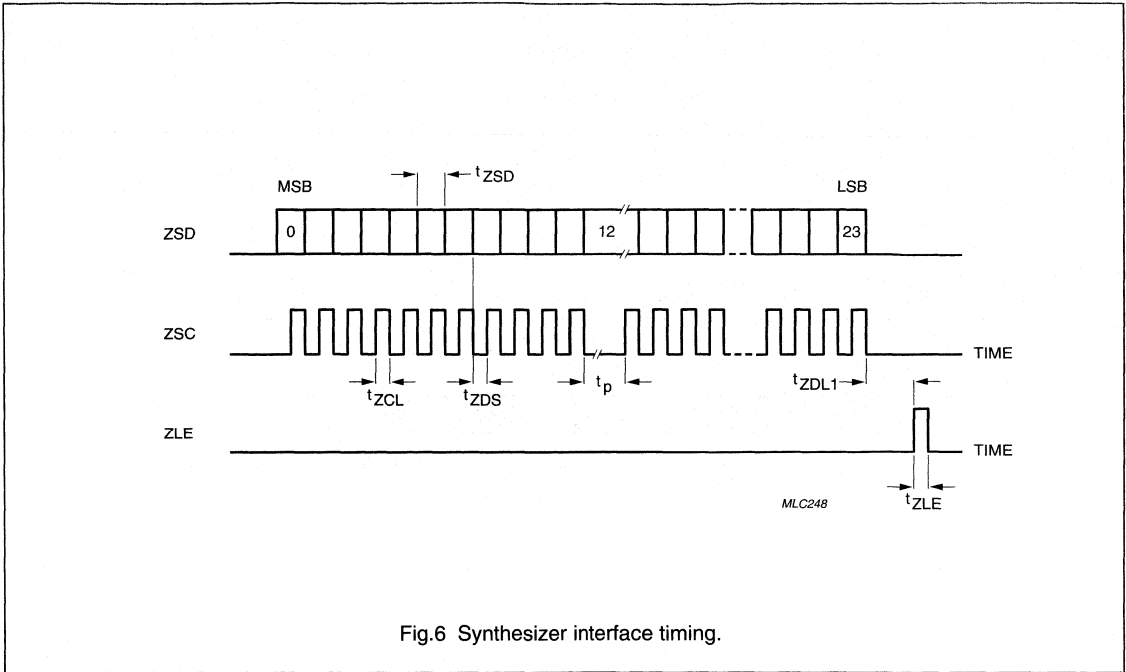 tZSD
MSB
LSB
ZSD
0
12
23
ZSC
TIME
tZCL
tZDS
tp
tZDL1
ZLE
TIME
MLC248
tZLE
Fig.6 Synthesizer interface timing.